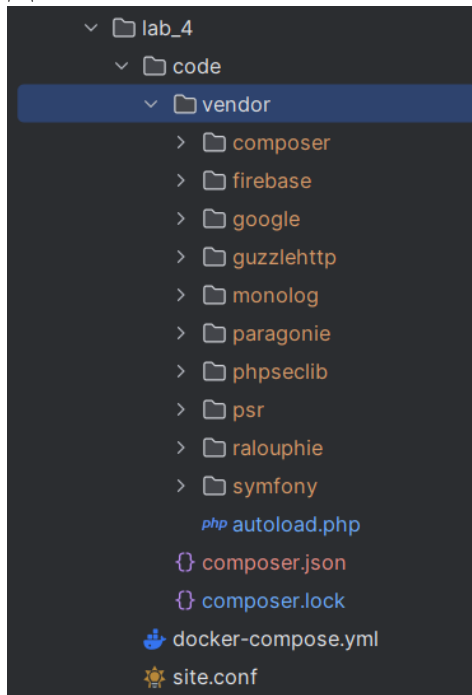 lab_4
code
vendor
composer
firebase
google
guzzlehttp
monolog
paragonie
phpseclib
psr
ralouphie
symfony
php autoload.php
{} composer.json
{} composer.lock
docker-compose.yml
site.conf